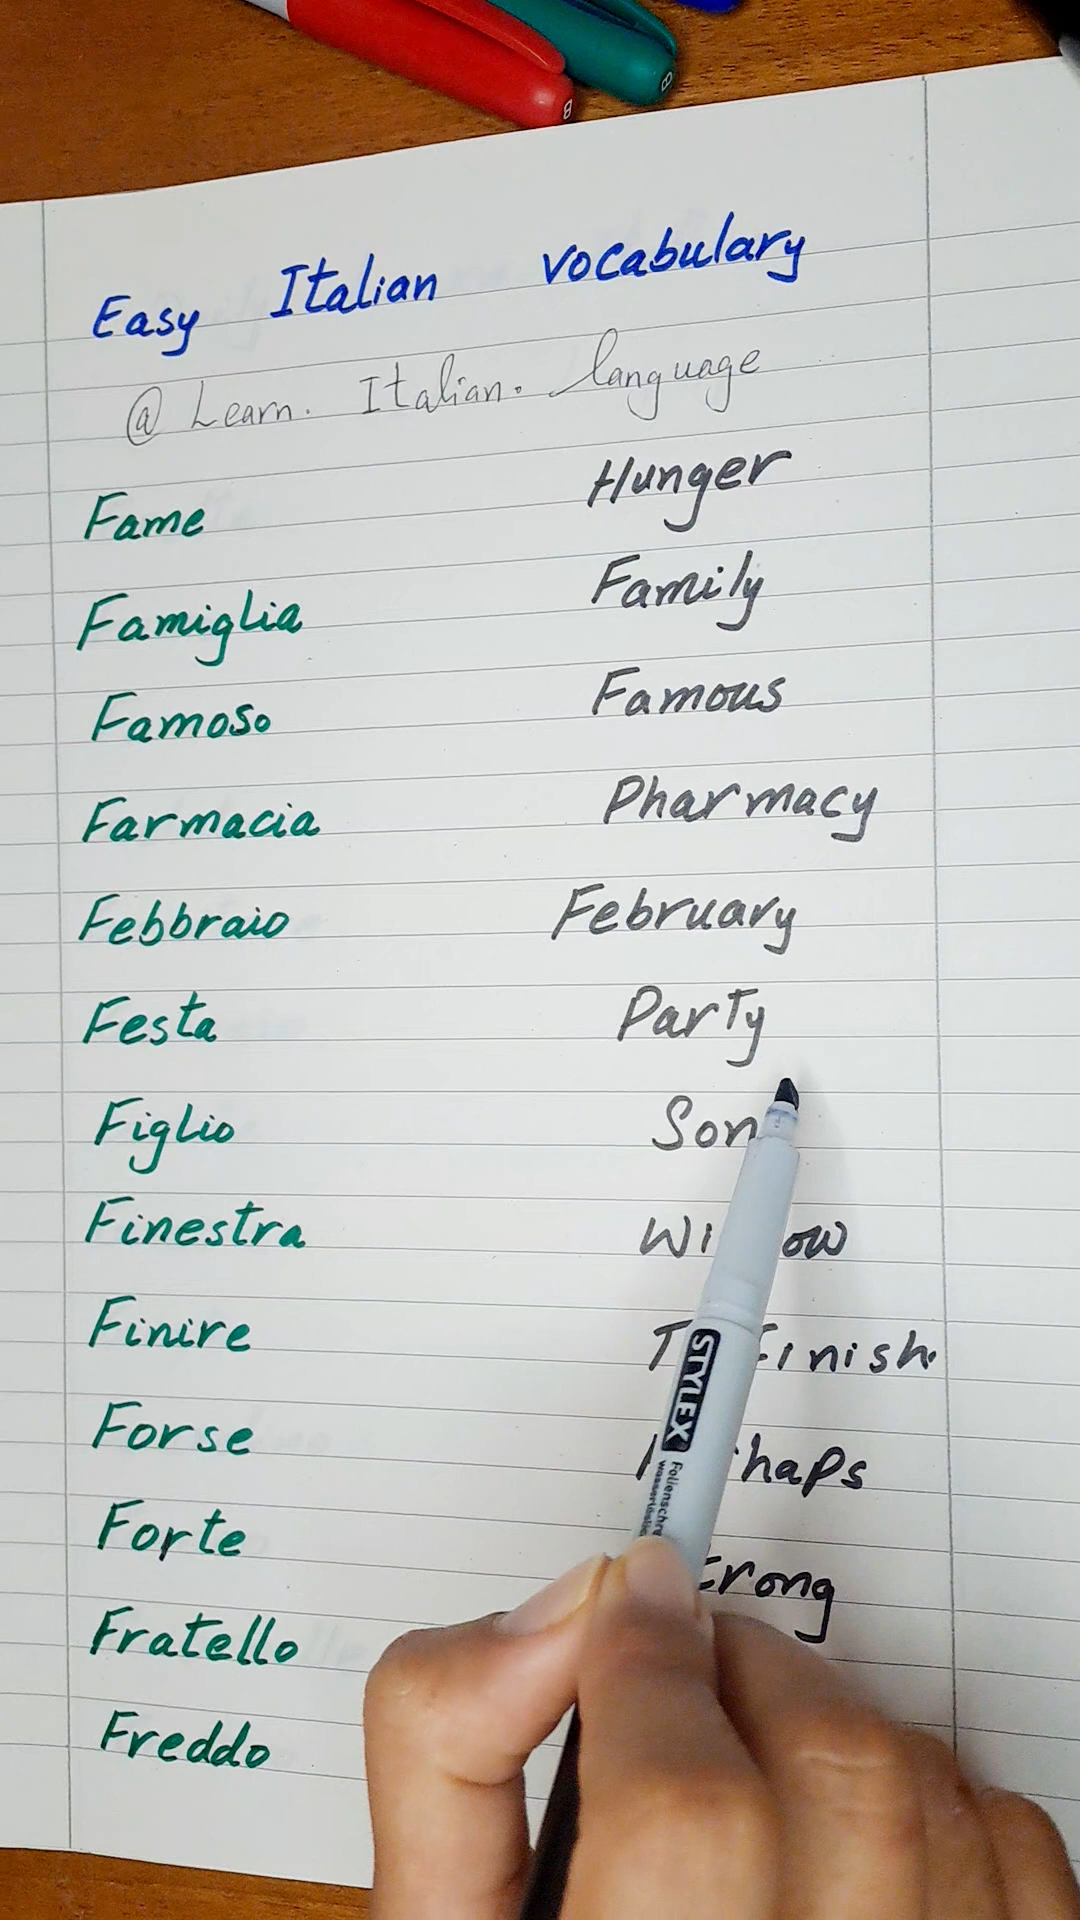 Easy Italian vocabulary
@ Learn. Italian. language
Fame Hunger
Famiglia Family
Famoso Famous
Farmacia Pharmacy
Febbraio February
Festa Party
Figlio Son
Finestra
Finire Finish
Forse
Forte
Fratello
Freddo
STYLEX